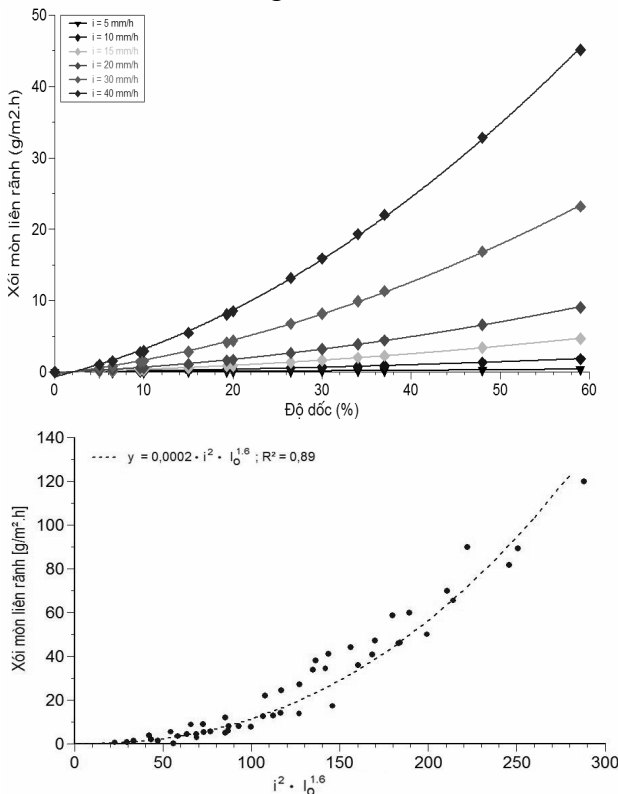 i = 5 mm/h
i = 10 mm/h
i = 15 mm/h
i = 20 mm/h
i = 30 mm/h
i = 40 mm/h
Xói mòn liên rãnh (g/m2.h)
50
40
30
20
10
0
0 10 20 30 40 50 60
Độ dốc (%)
Xói mòn liên rãnh [g/m².h]
140
120
100
80
60
40
20
0
y = 0,0002 · i² · I₀^1.6 ; R² = 0,89
0 50 100 150 200 250 300
i² · I₀^1.6